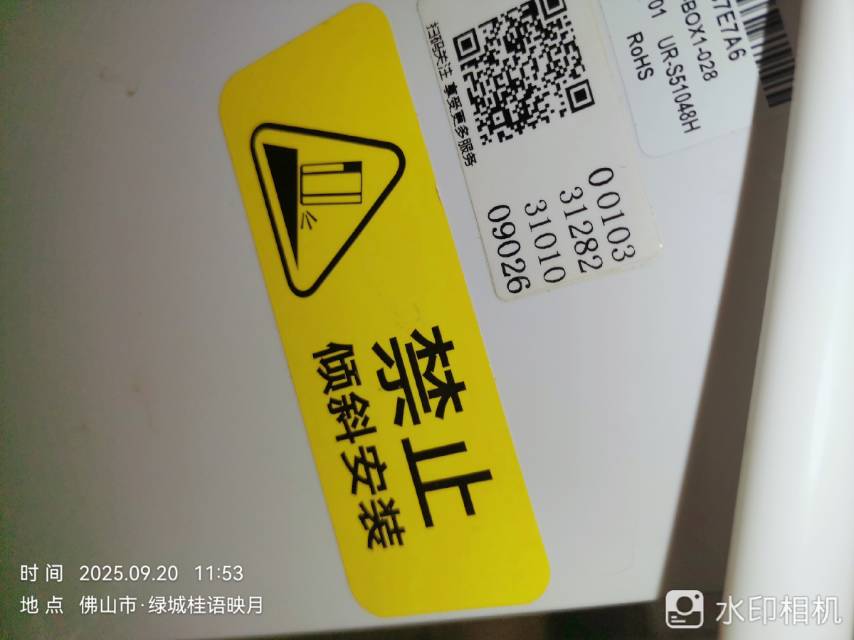 禁止
倾斜安装
扫码关注 尊享更多服务
00103
31282
31010
09026
7E7A6
BOX1-028
01 UR-S51048H
RoHS
时间 2025.09.20 11:53
地点 佛山市·绿城桂语映月
水印相机